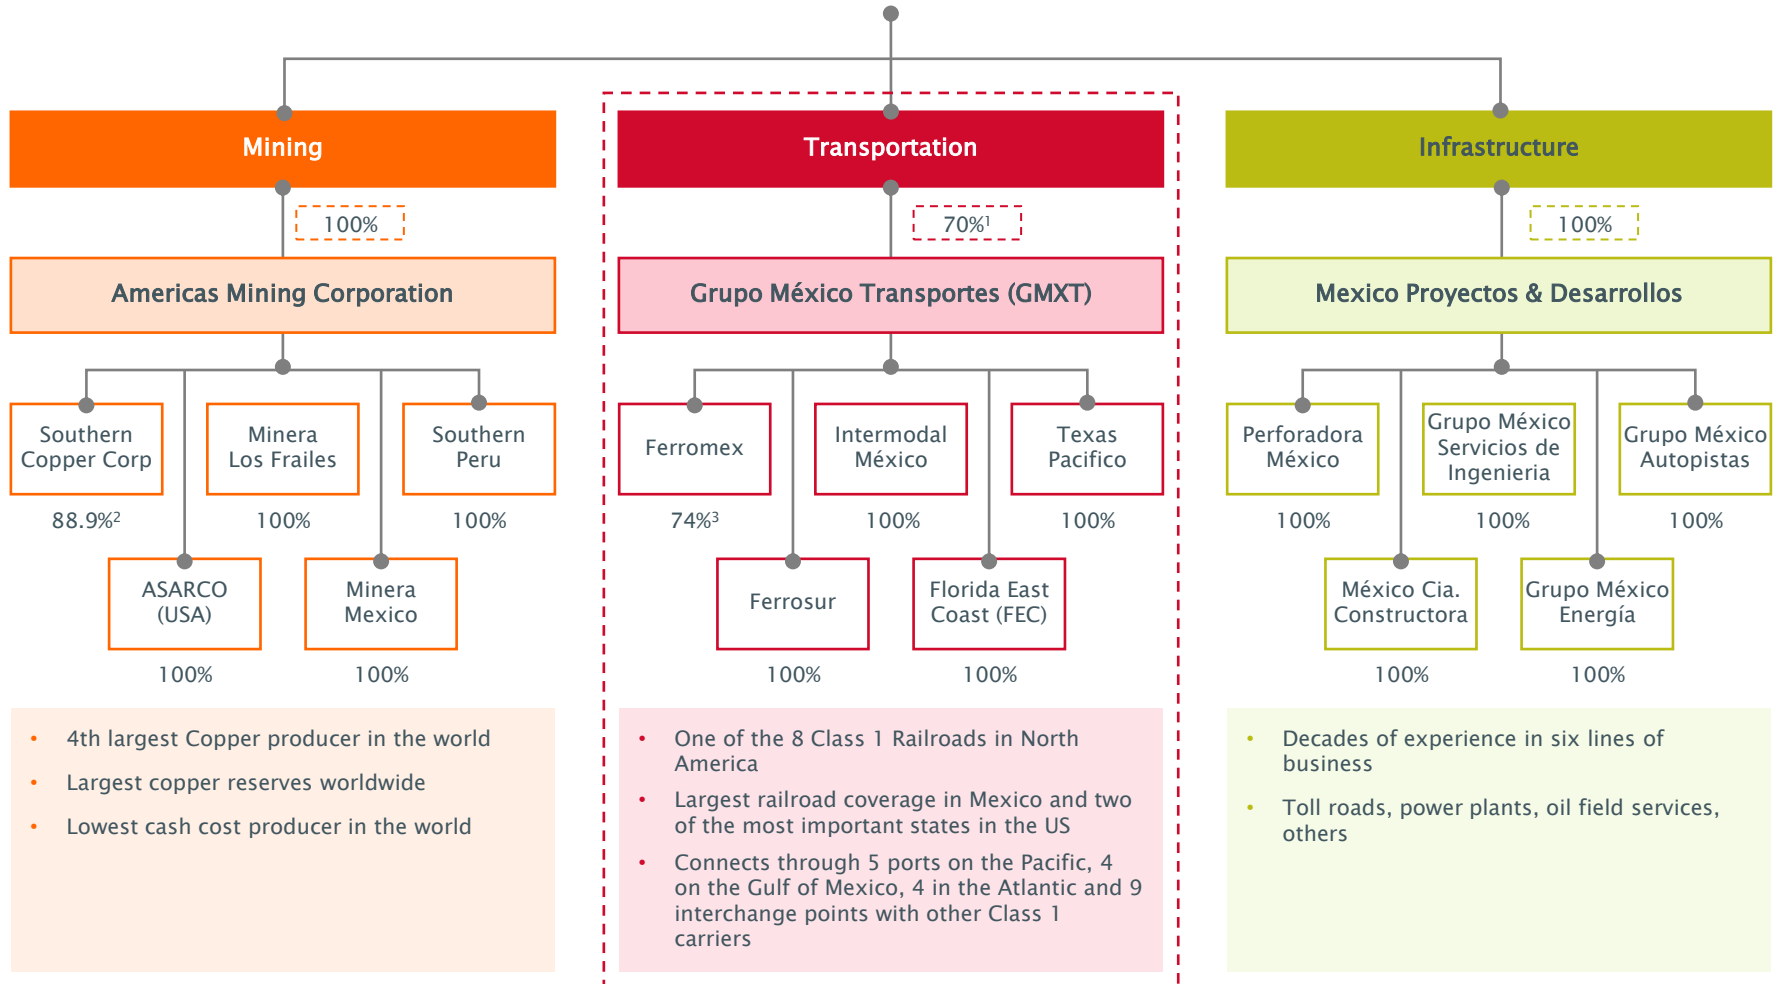 Mining
100%
Americas Mining Corporation
Southern
Copper Corp
88.9%2
Minera
Los Frailes
100%
Southern
Peru
100%
ASARCO
(USA)
100%
Minera
Mexico
100%
• 4th largest Copper producer in the world
• Largest copper reserves worldwide
• Lowest cash cost producer in the world
Transportation
70%1
Grupo México Transportes (GMXT)
Ferromex
74%3
Intermodal
México
100%
Texas
Pacifico
100%
Ferrosur
100%
Florida East
Coast (FEC)
100%
• One of the 8 Class 1 Railroads in North
America
• Largest railroad coverage in Mexico and two
of the most important states in the US
• Connects through 5 ports on the Pacific, 4
on the Gulf of Mexico, 4 in the Atlantic and 9
interchange points with other Class 1
carriers
Infrastructure
100%
Mexico Proyectos & Desarrollos
Perforadora
México
100%
Grupo México
Servicios de
Ingenieria
100%
Grupo México
Autopistas
100%
México Cia.
Constructora
100%
Grupo México
Energía
100%
• Decades of experience in six lines of
business
• Toll roads, power plants, oil field services,
others